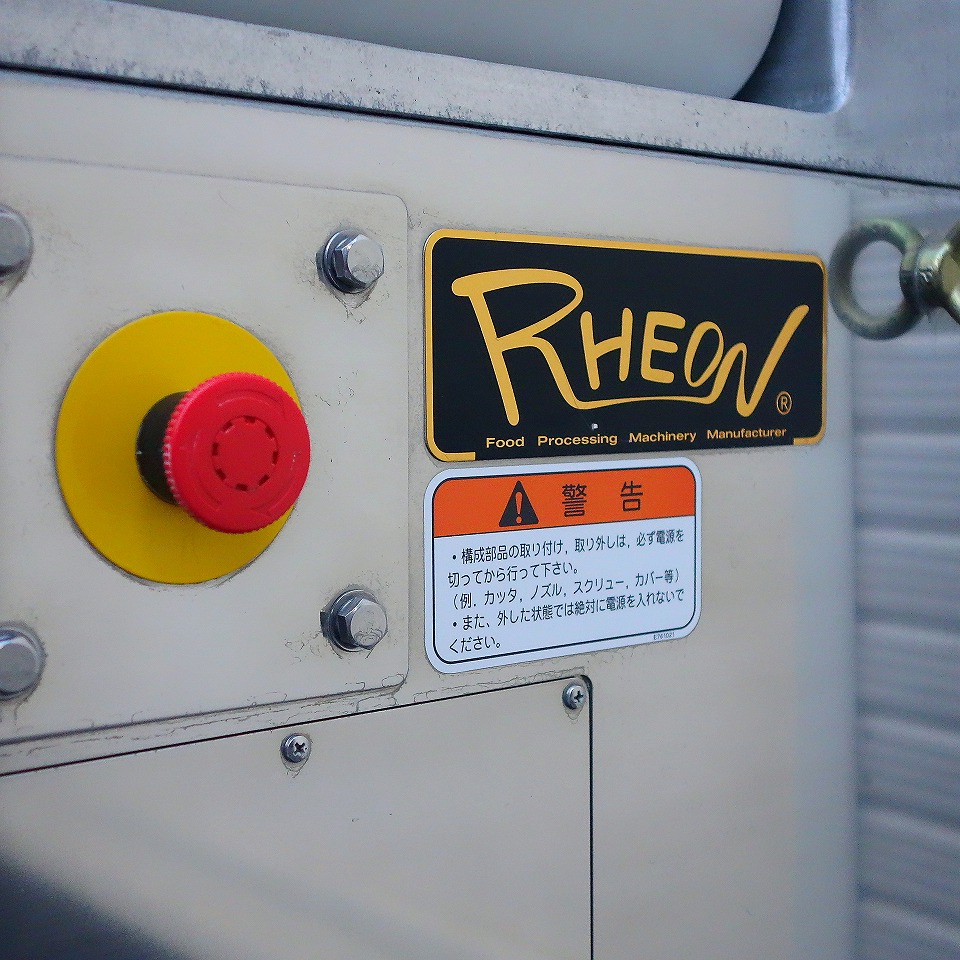 RHEON®
Food Processing Machinery Manufacturer
警告
・構成部品の取り付け，取り外しは，必ず電源を
切ってから行って下さい。
（例．カッタ，ノズル，スクリュー，カバー等）
・また、外した状態では絶対に電源を入れないで
ください。
E761021